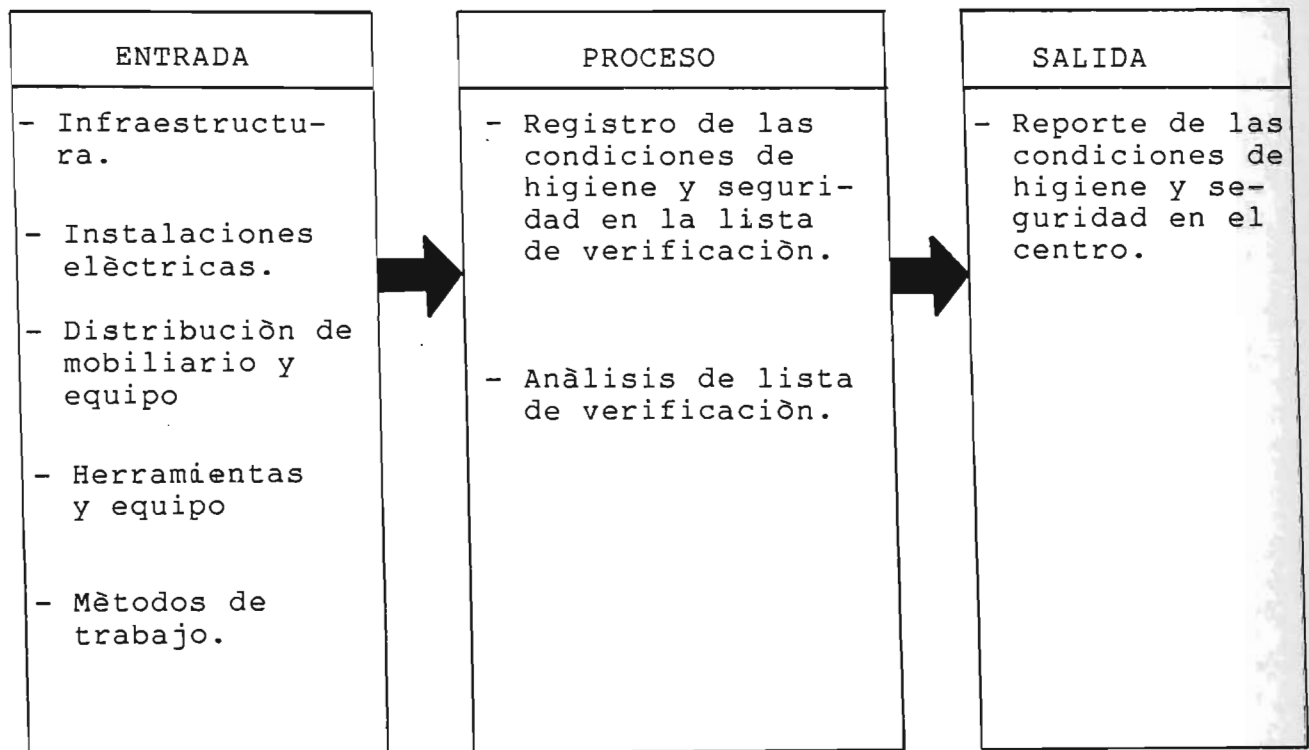 ENTRADA
- Infraestructu-
ra.
- Instalaciones
elèctricas.
- Distribuciòn de
mobiliario y
equipo
- Herramientas
y equipo
- Mètodos de
trabajo.
PROCESO
- Registro de las
condiciones de
higiene y seguri-
dad en la lista
de verificaciòn.
- Anàlisis de lista
de verificaciòn.
SALIDA
- Reporte de las
condiciones de
higiene y se-
guridad en el
centro.